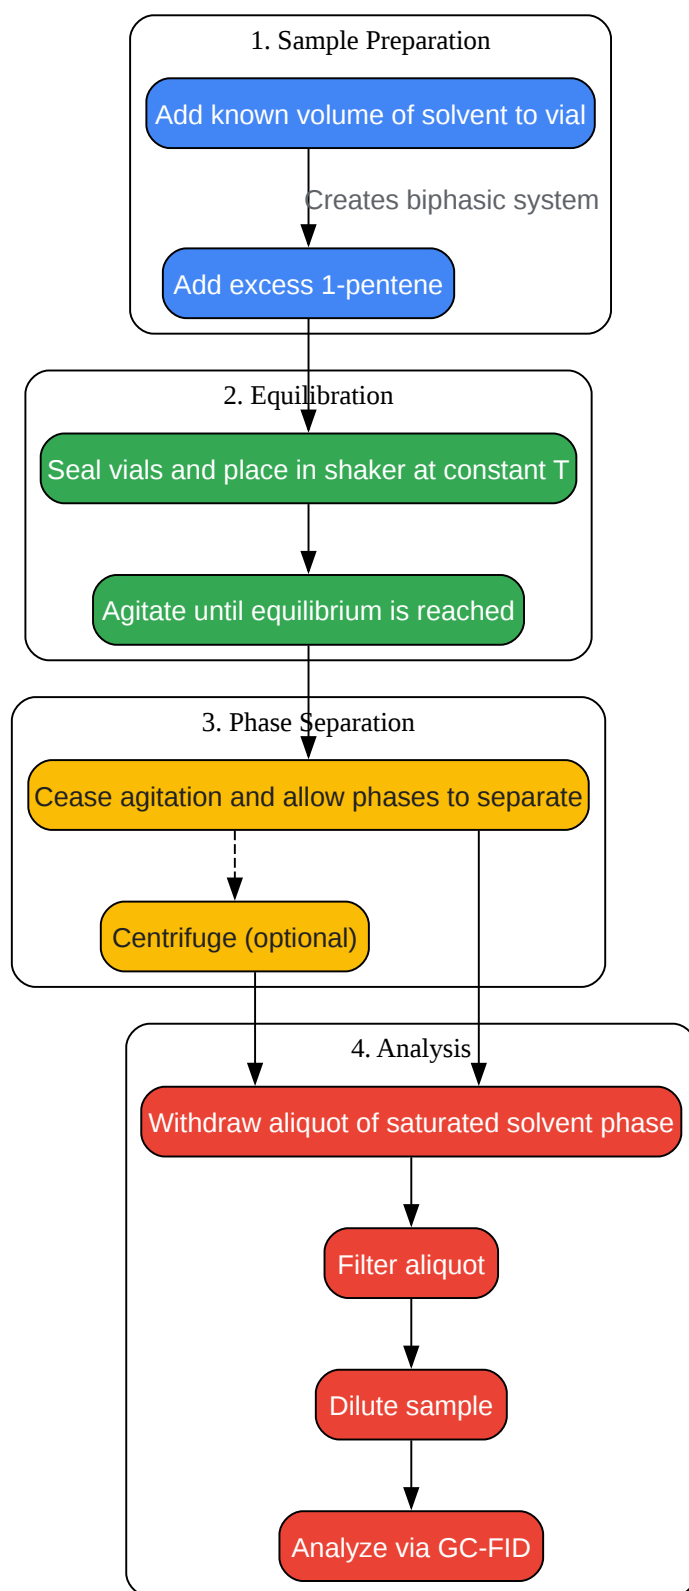 1. Sample Preparation
Add known volume of solvent to vial
Creates biphasic system
Add excess 1-pentene
2. Equilibration
Seal vials and place in shaker at constant T
Agitate until equilibrium is reached
3. Phase Separation
Cease agitation and allow phases to separate
Centrifuge (optional)
4. Analysis
Withdraw aliquot of saturated solvent phase
Filter aliquot
Dilute sample
Analyze via GC-FID